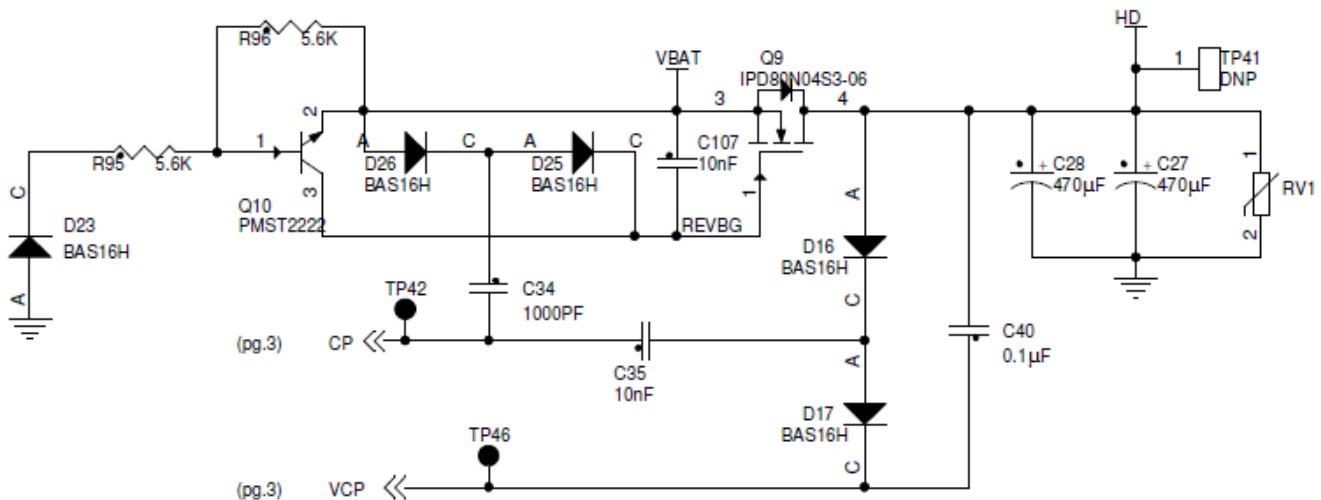 HD
R96 5.6K
VBAT
Q9
IPD80N04S3-06
1
TP41
DNP
2
3
4
1
R95 5.6K
A
D26
BAS16H
C
A
D25
BAS16H
C
C107
10nF
1
3
Q10
PMST2222
REVBG
C
D23
BAS16H
A
A
D16
BAS16H
C
+ C28
470µF
+ C27
470µF
1
RV1
2
TP42
C34
1000PF
(pg.3) CP
C35
10nF
C40
0.1µF
A
D17
BAS16H
C
TP46
(pg.3) VCP